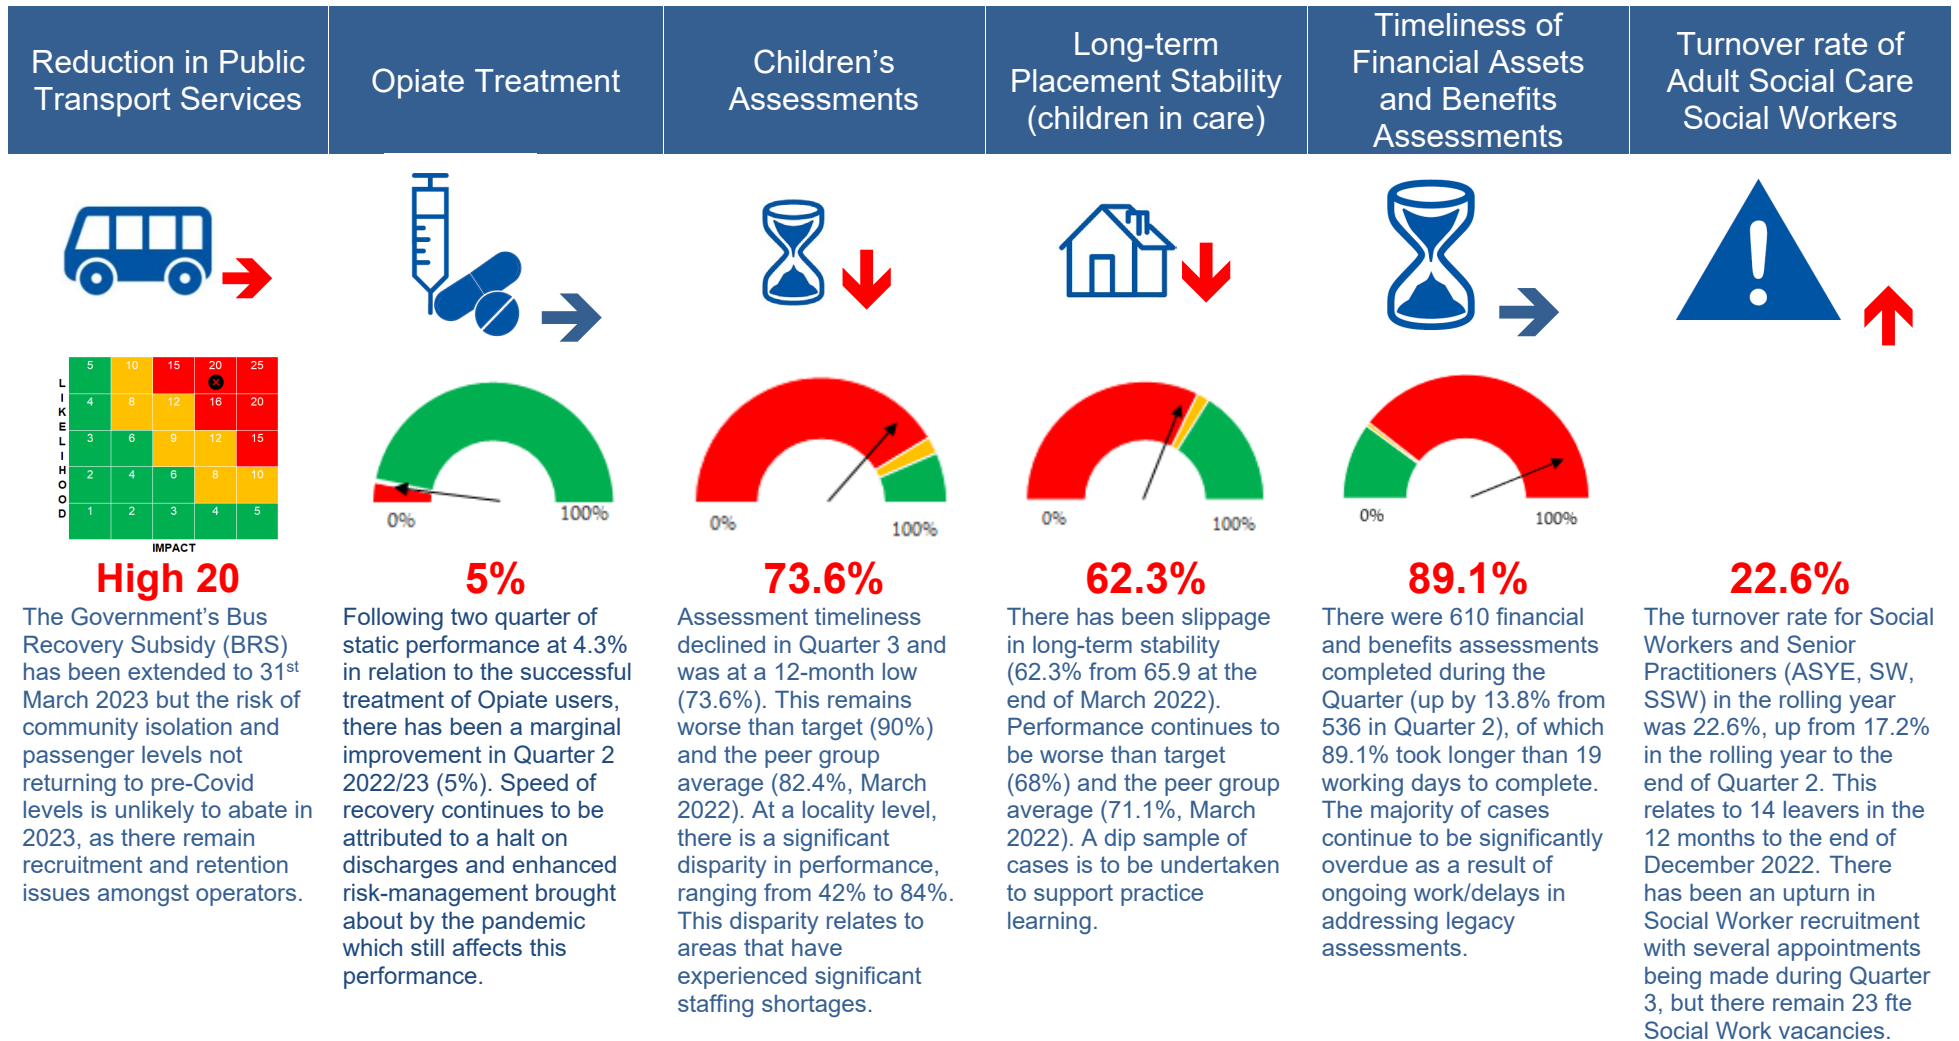 Reduction in Public
Transport Services
Opiate Treatment
Children’s
Assessments
Long-term
Placement Stability
(children in care)
Timeliness of
Financial Assets
and Benefits
Assessments
Turnover rate of
Adult Social Care
Social Workers
LIKELIHOOD
5 10 15 20 25
4 8 12 16 20
3 6 9 12 15
2 4 6 8 10
1 2 3 4 5
IMPACT
0% 100%
0% 100%
0% 100%
0% 100%
High 20
The Government’s Bus
Recovery Subsidy (BRS)
has been extended to 31st
March 2023 but the risk of
community isolation and
passenger levels not
returning to pre-Covid
levels is unlikely to abate in
2023, as there remain
recruitment and retention
issues amongst operators.
5%
Following two quarter of
static performance at 4.3%
in relation to the successful
treatment of Opiate users,
there has been a marginal
improvement in Quarter 2
2022/23 (5%). Speed of
recovery continues to be
attributed to a halt on
discharges and enhanced
risk-management brought
about by the pandemic
which still affects this
performance.
73.6%
Assessment timeliness
declined in Quarter 3 and
was at a 12-month low
(73.6%). This remains
worse than target (90%)
and the peer group
average (82.4%, March
2022). At a locality level,
there is a significant
disparity in performance,
ranging from 42% to 84%.
This disparity relates to
areas that have
experienced significant
staffing shortages.
62.3%
There has been slippage
in long-term stability
(62.3% from 65.9 at the
end of March 2022).
Performance continues to
be worse than target
(68%) and the peer group
average (71.1%, March
2022). A dip sample of
cases is to be undertaken
to support practice
learning.
89.1%
There were 610 financial
and benefits assessments
completed during the
Quarter (up by 13.8% from
536 in Quarter 2), of which
89.1% took longer than 19
working days to complete.
The majority of cases
continue to be significantly
overdue as a result of
ongoing work/delays in
addressing legacy
assessments.
22.6%
The turnover rate for Social
Workers and Senior
Practitioners (ASYE, SW,
SSW) in the rolling year
was 22.6%, up from 17.2%
in the rolling year to the
end of Quarter 2. This
relates to 14 leavers in the
12 months to the end of
December 2022. There
has been an upturn in
Social Worker recruitment
with several appointments
being made during Quarter
3, but there remain 23 fte
Social Work vacancies.